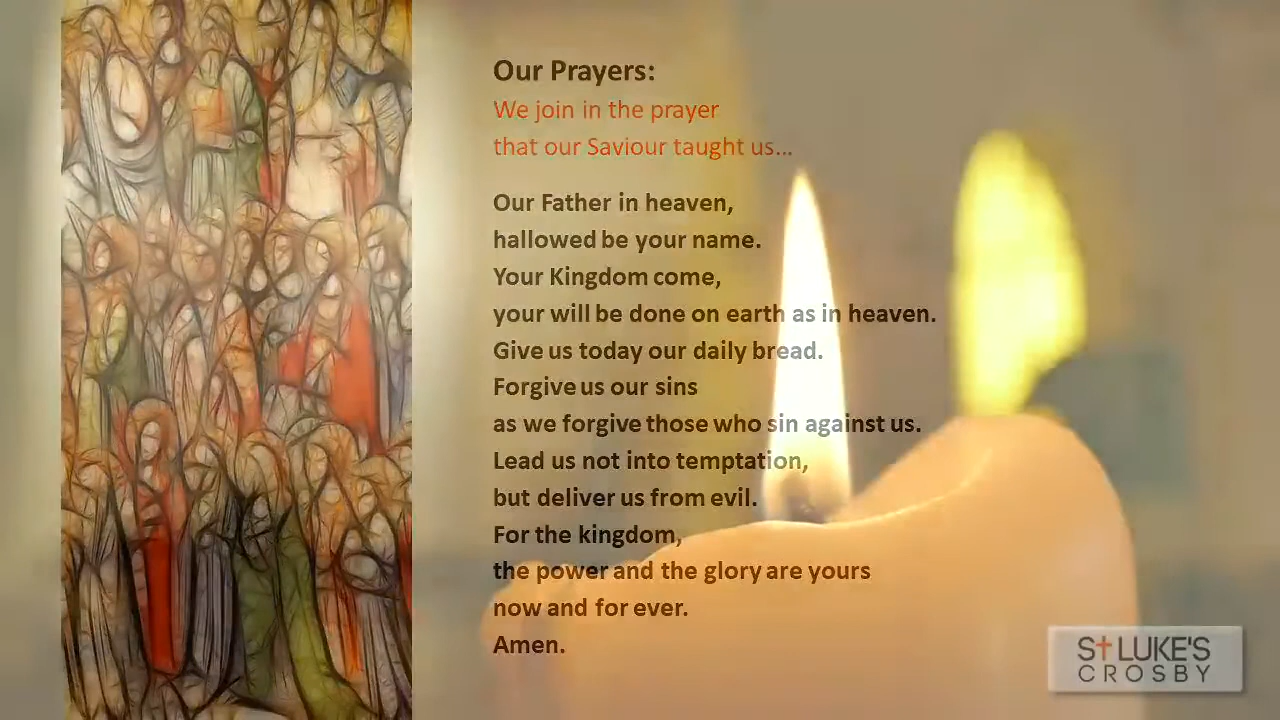 Our Prayers:
We join in the prayer
that our Saviour taught us...
Our Father in heaven,
hallowed be your name.
Your Kingdom come,
your will be done on earth as in heaven.
Give us today our daily bread.
Forgive us our sins
as we forgive those who sin against us.
Lead us not into temptation,
but deliver us from evil.
For the kingdom,
the power and the glory are yours
now and for ever.
Amen.
ST LUKE'S
CROSBY